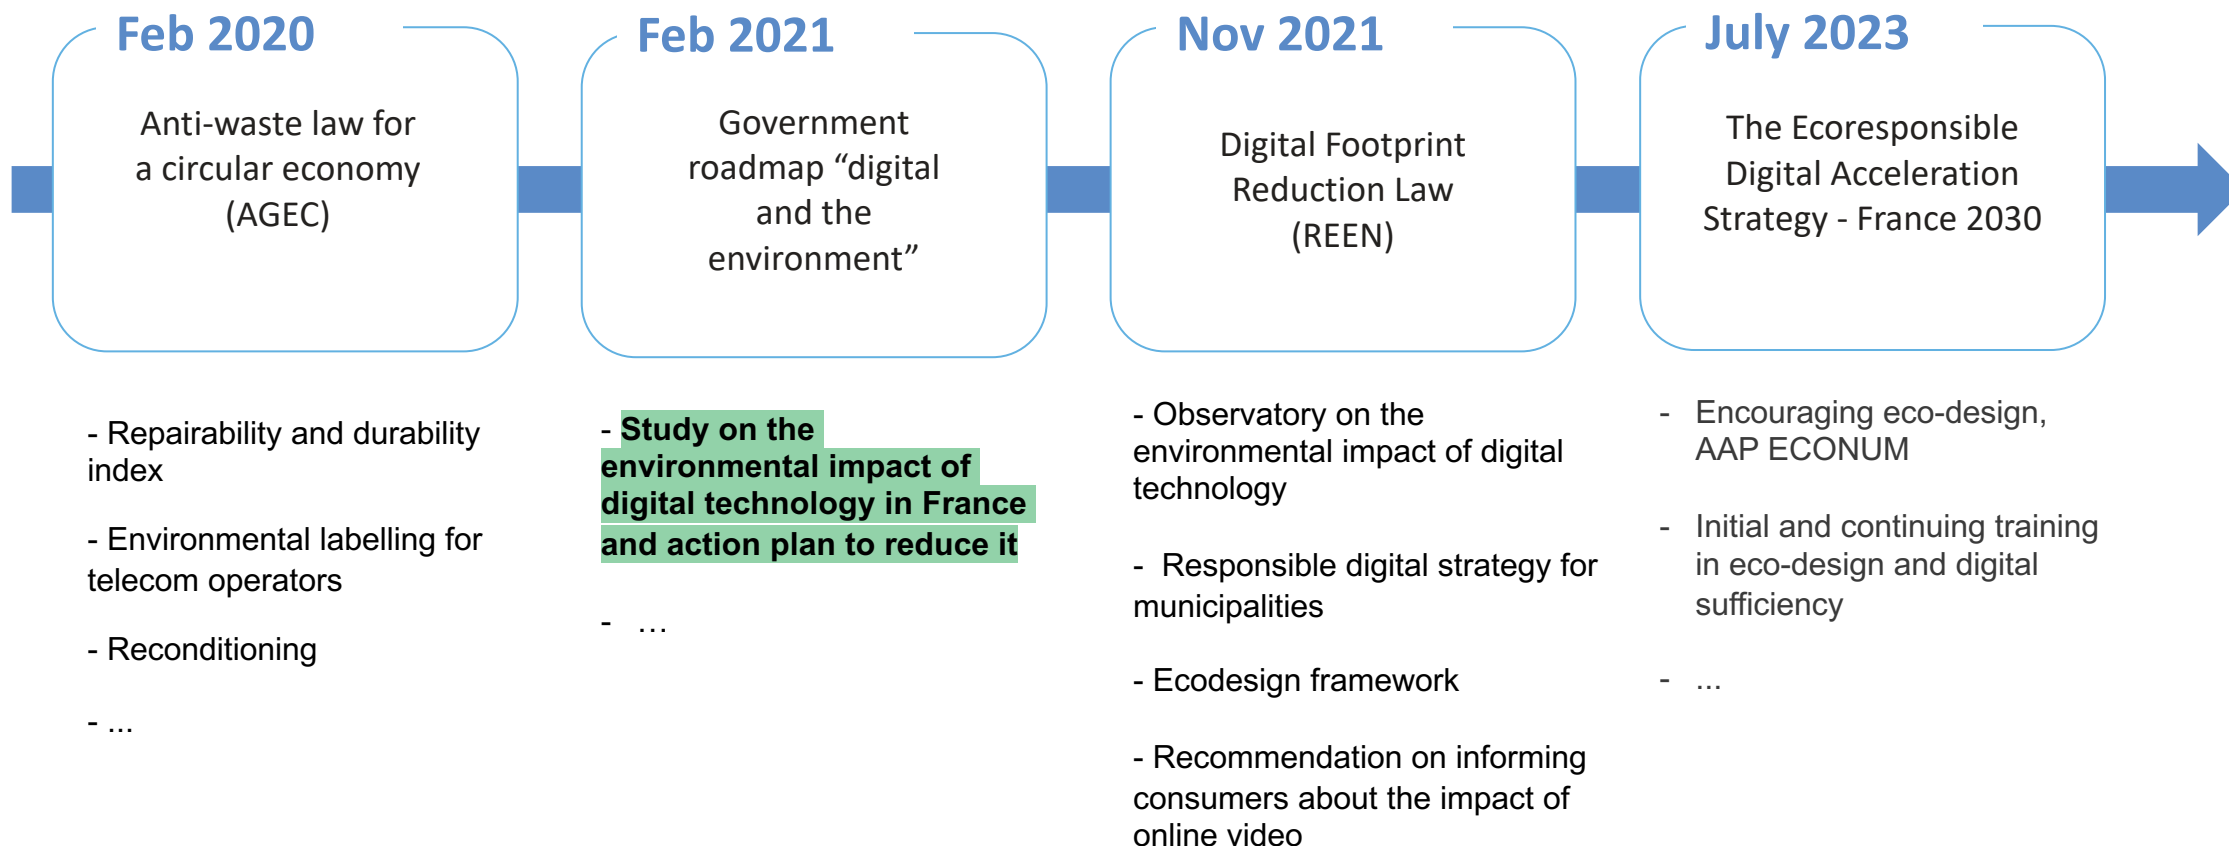 Feb 2020
Anti-waste law for
a circular economy
(AGEC)
- Repairability and durability
index
- Environmental labelling for
telecom operators
- Reconditioning
- ...
Feb 2021
Government
roadmap “digital
and the
environment”
- Study on the
environmental impact of
digital technology in France
and action plan to reduce it
- …
Nov 2021
Digital Footprint
Reduction Law
(REEN)
- Observatory on the
environmental impact of digital
technology
- Responsible digital strategy for
municipalities
- Ecodesign framework
- Recommendation on informing
consumers about the impact of
online video
July 2023
The Ecoresponsible
Digital Acceleration
Strategy - France 2030
- Encouraging eco-design,
AAP ECONUM
- Initial and continuing training
in eco-design and digital
sufficiency
- ...